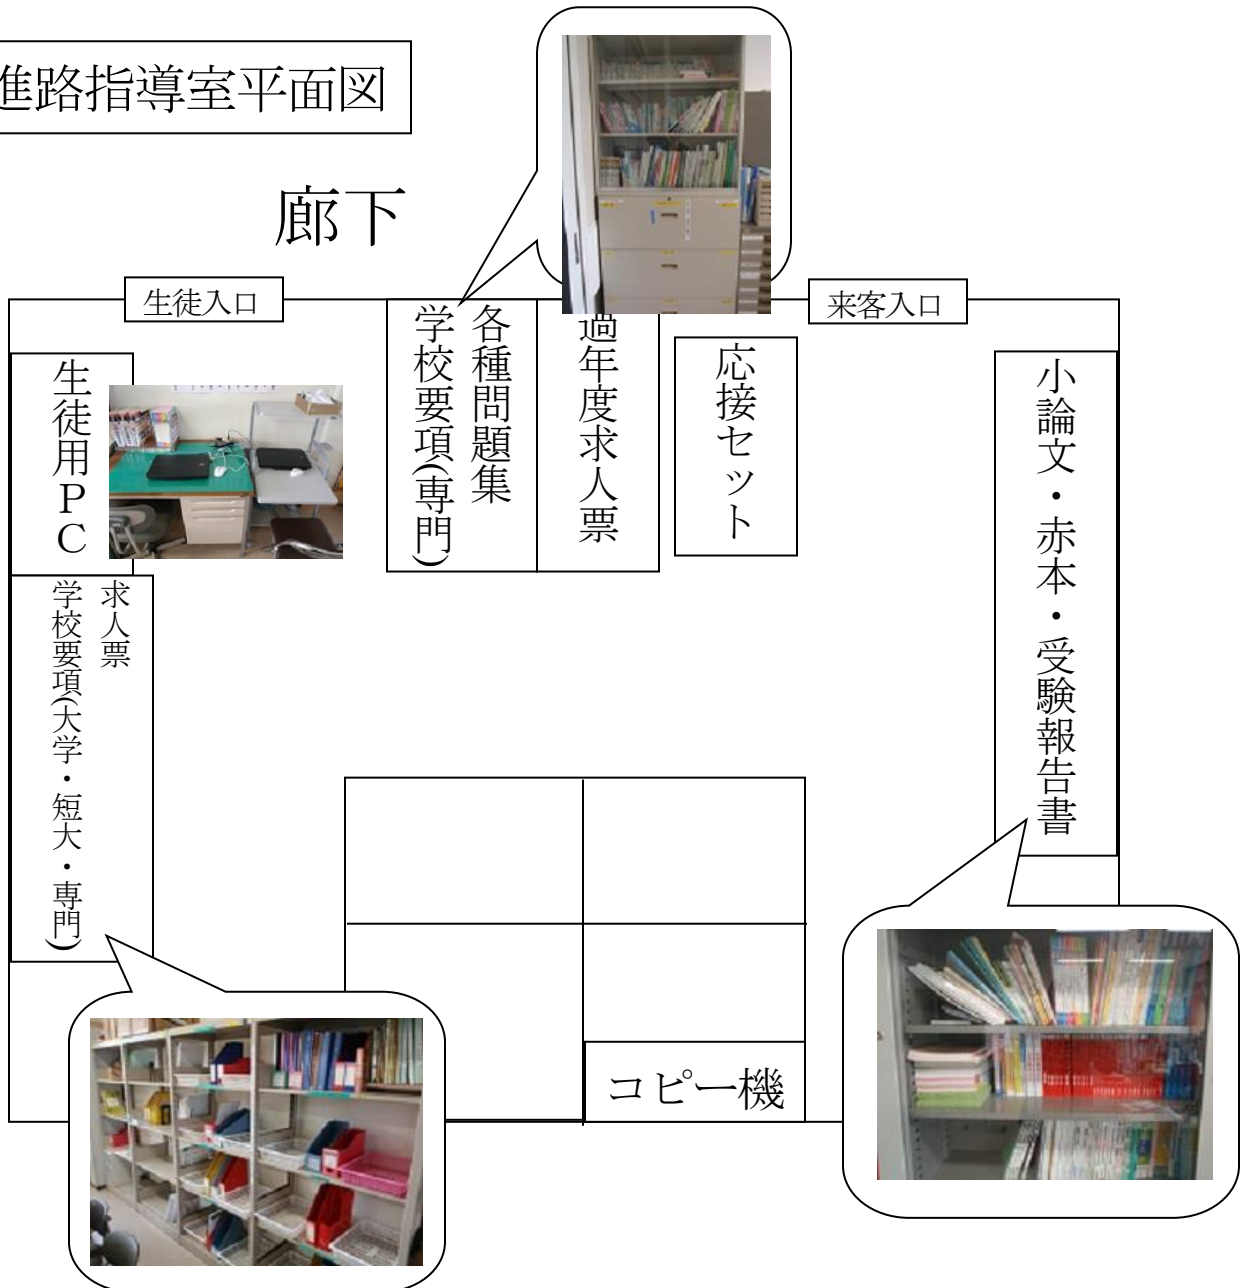 進路指導室平面図
廊下
生徒入口
来客入口
生徒用PC
各種問題集
学校要項(専門)
過年度求人票
応接セット
小論文・赤本・受験報告書
求人票
学校要項(大学・短大・専門)
コピー機